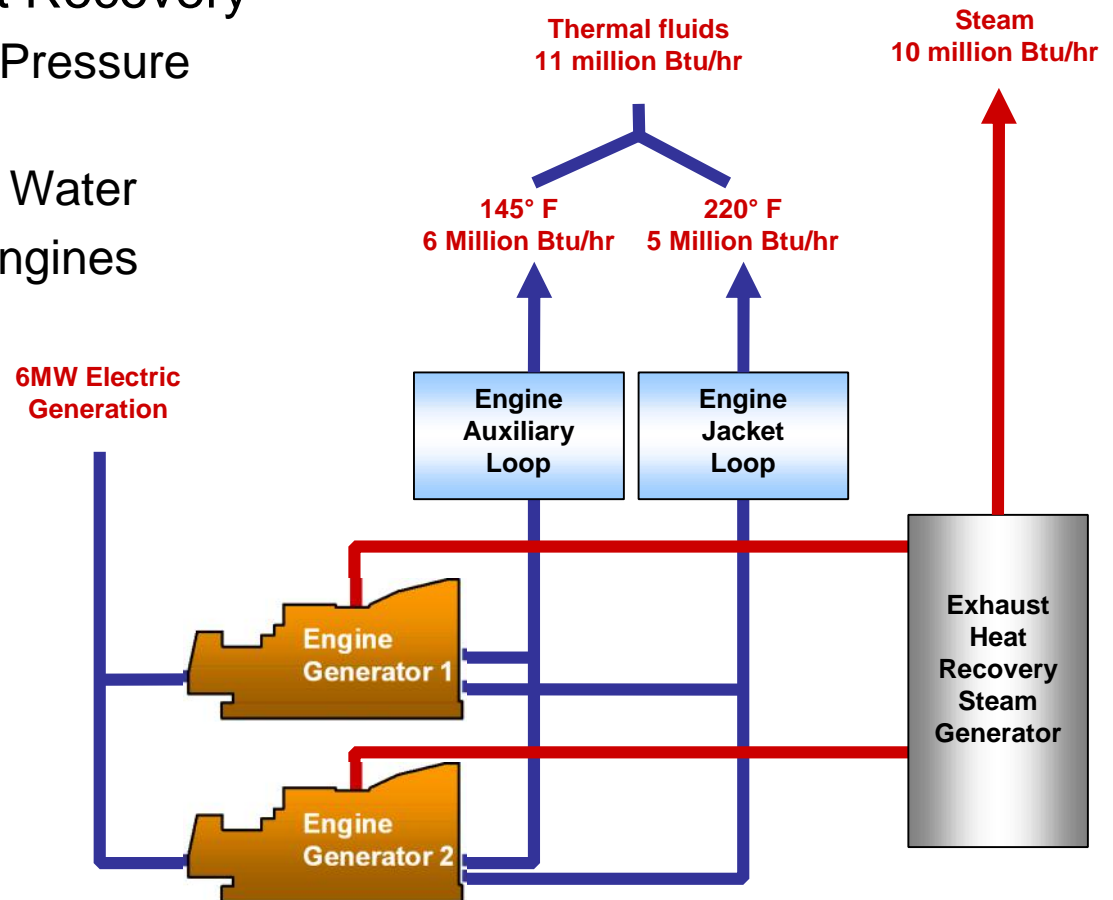 t Recovery
Pressure
Water
ngines
Thermal fluids
11 million Btu/hr
Steam
10 million Btu/hr
145° F
6 Million Btu/hr
220° F
5 Million Btu/hr
6MW Electric
Generation
Engine
Auxiliary
Loop
Engine
Jacket
Loop
Engine
Generator 1
Exhaust
Heat
Recovery
Steam
Generator
Engine
Generator 2